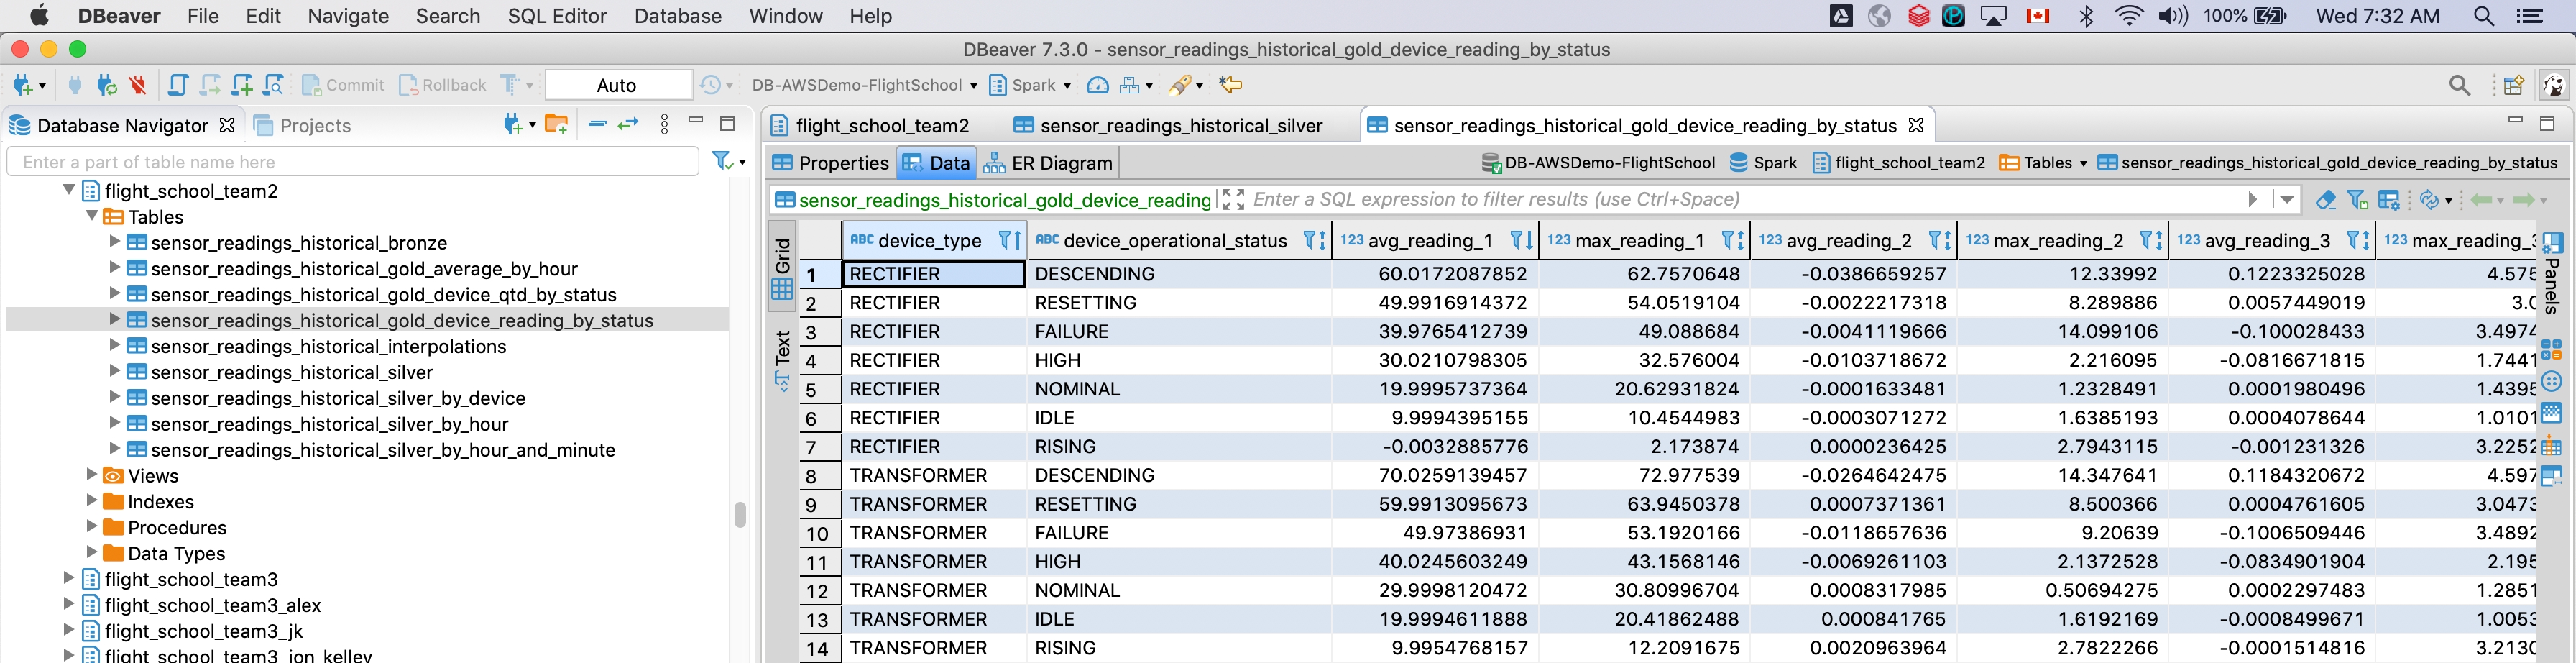 DBeaver File Edit Navigate Search SQL Editor Database Window Help 100% Wed 7:32 AM
DBeaver 7.3.0 - sensor_readings_historical_gold_device_reading_by_status
Commit Rollback Auto DB-AWSDemo-FlightSchool Spark
Database Navigator Projects
Enter a part of table name here
flight_school_team2
Tables
sensor_readings_historical_bronze
sensor_readings_historical_gold_average_by_hour
sensor_readings_historical_gold_device_qtd_by_status
sensor_readings_historical_gold_device_reading_by_status
sensor_readings_historical_interpolations
sensor_readings_historical_silver
sensor_readings_historical_silver_by_device
sensor_readings_historical_silver_by_hour
sensor_readings_historical_silver_by_hour_and_minute
Views
Indexes
Procedures
Data Types
flight_school_team3
flight_school_team3_alex
flight_school_team3_jk
flight_school_team3_jon_kelley
flight_school_team2 sensor_readings_historical_silver sensor_readings_historical_gold_device_reading_by_status
Properties Data ER Diagram DB-AWSDemo-FlightSchool Spark flight_school_team2 Tables sensor_readings_historical_gold_device_reading_by_status
sensor_readings_historical_gold_device_reading Enter a SQL expression to filter results (use Ctrl+Space)
Grid
Text
ABC device_type ABC device_operational_status 123 avg_reading_1 123 max_reading_1 123 avg_reading_2 123 max_reading_2 123 avg_reading_3 123 max_reading_3
1 RECTIFIER DESCENDING 60.0172087852 62.7570648 -0.0386659257 12.33992 0.1223325028 4.575
2 RECTIFIER RESETTING 49.9916914372 54.0519104 -0.0022217318 8.289886 0.0057449019 3.0
3 RECTIFIER FAILURE 39.9765412739 49.088684 -0.0041119666 14.099106 -0.100028433 3.4974
4 RECTIFIER HIGH 30.0210798305 32.576004 -0.0103718672 2.216095 -0.0816671815 1.7441
5 RECTIFIER NOMINAL 19.9995737364 20.62931824 -0.0001633481 1.2328491 0.0001980496 1.4395
6 RECTIFIER IDLE 9.9994395155 10.4544983 -0.0003071272 1.6385193 0.0004078644 1.0101
7 RECTIFIER RISING -0.0032885776 2.173874 0.0000236425 2.7943115 -0.001231326 3.2252
8 TRANSFORMER DESCENDING 70.0259139457 72.977539 -0.0264642475 14.347641 0.1184320672 4.597
9 TRANSFORMER RESETTING 59.9913095673 63.9450378 0.0007371361 8.500366 0.0004761605 3.0473
10 TRANSFORMER FAILURE 49.97386931 53.1920166 -0.0118657636 9.20639 -0.1006509446 3.4892
11 TRANSFORMER HIGH 40.0245603249 43.1568146 -0.0069261103 2.1372528 -0.0834901904 2.195
12 TRANSFORMER NOMINAL 29.9998120472 30.80996704 0.0008317985 0.50694275 0.0002297483 1.2851
13 TRANSFORMER IDLE 19.9994611888 20.41862488 0.000841765 1.6192169 -0.0008499671 1.0053
14 TRANSFORMER RISING 9.9954768157 12.2091675 0.0020963964 2.7822266 -0.0001514816 3.2130
Panels